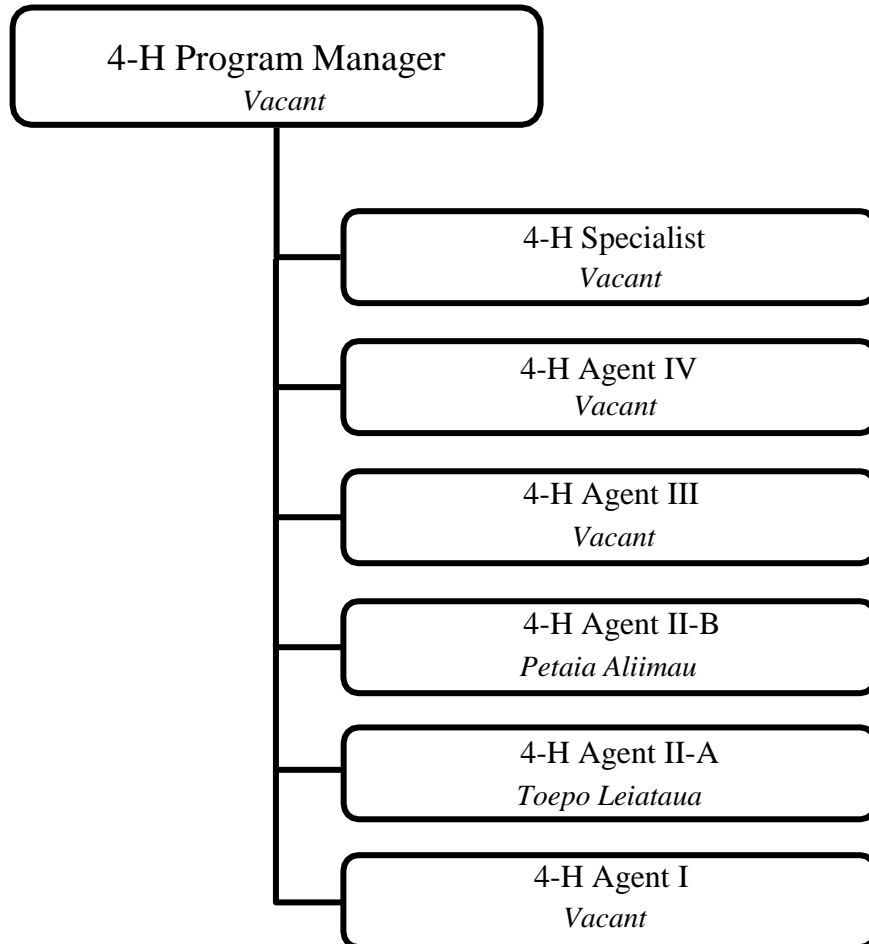 4-H Program Manager
Vacant
4-H Specialist
Vacant
4-H Agent IV
Vacant
4-H Agent III
Vacant
4-H Agent II-B
Petaia Aliimau
4-H Agent II-A
Toepo Leiataua
4-H Agent I
Vacant